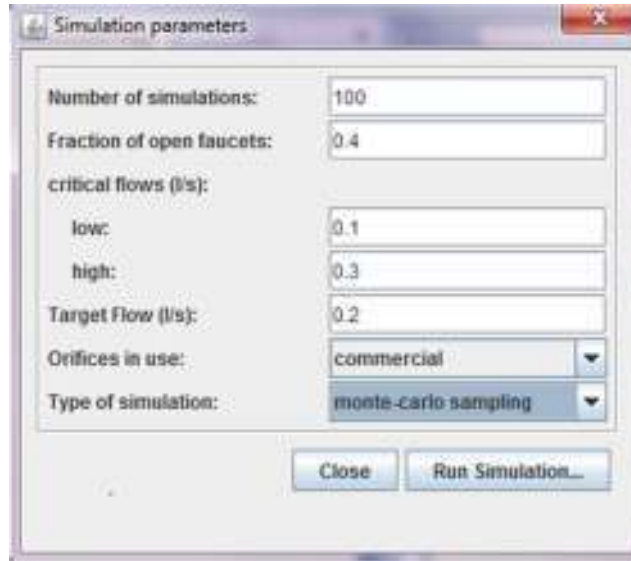 Simulation parameters
Number of simulations: 100
Fraction of open faucets: 0.4
critical flows (l/s):
low: 0.1
high: 0.3
Target Flow (l/s): 0.2
Orifices in use: commercial
Type of simulation: monte-carlo sampling
Close Run Simulation...